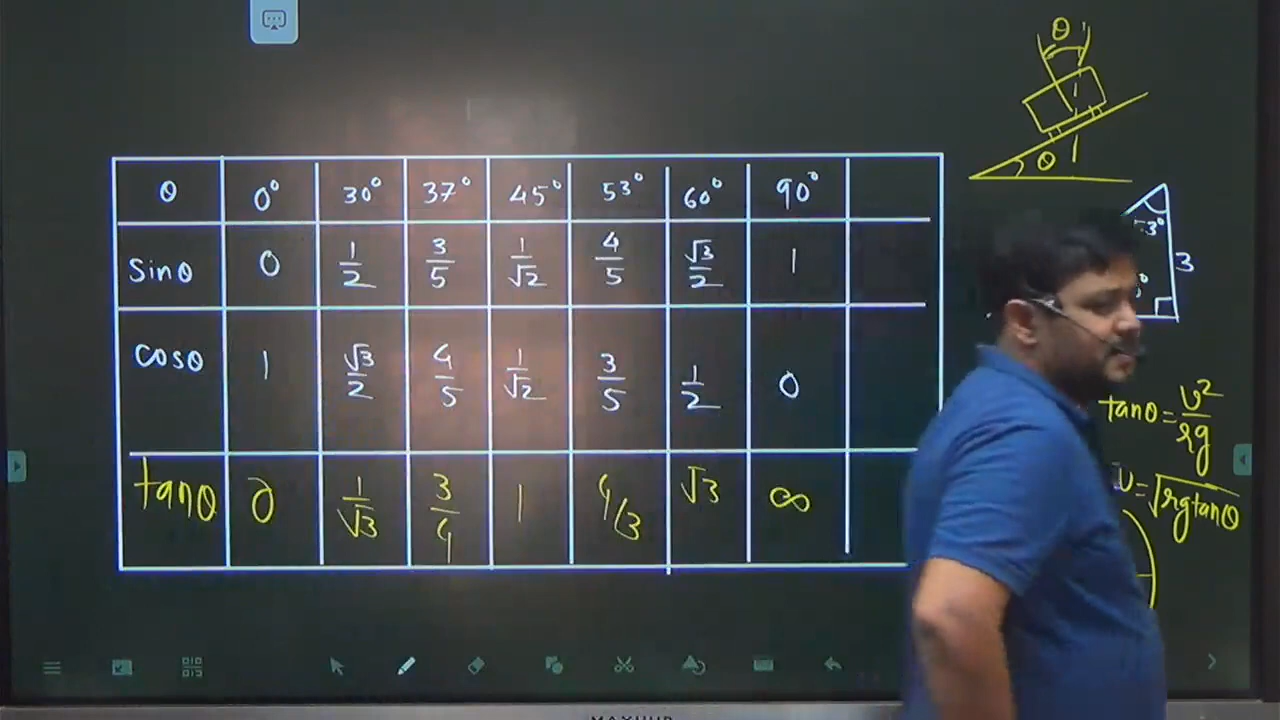 θ 0° 30° 37° 45° 53° 60° 90°
sinθ 0 1/2 3/5 1/√2 4/5 √3/2 1
cosθ 1 √3/2 4/5 1/√2 3/5 1/2 0
tanθ 0 1/√3 3/4 1 4/3 √3 ∞
θ
θ
3°
3
tanθ = v²/rg
v = √rgtanθ